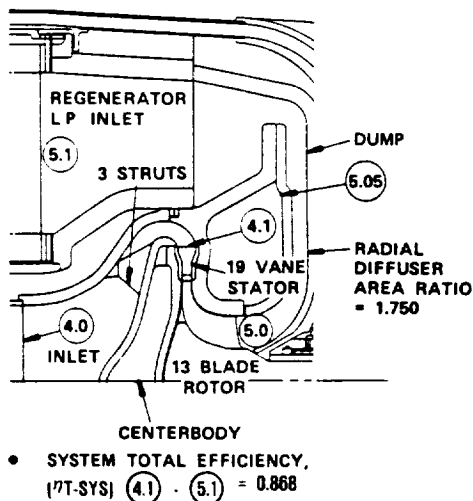 REGENERATOR
L P INLET
5.1
3 STRUTS
DUMP
5.05
4.1
19 VANE
STATOR
RADIAL
DIFFUSER
AREA RATIO
= 1.750
4.0
INLET
5.0
13 BLADE
ROTOR
CENTERBODY
• SYSTEM TOTAL EFFICIENCY,
(ηT-SYS) 4.1 - 5.1 = 0.868